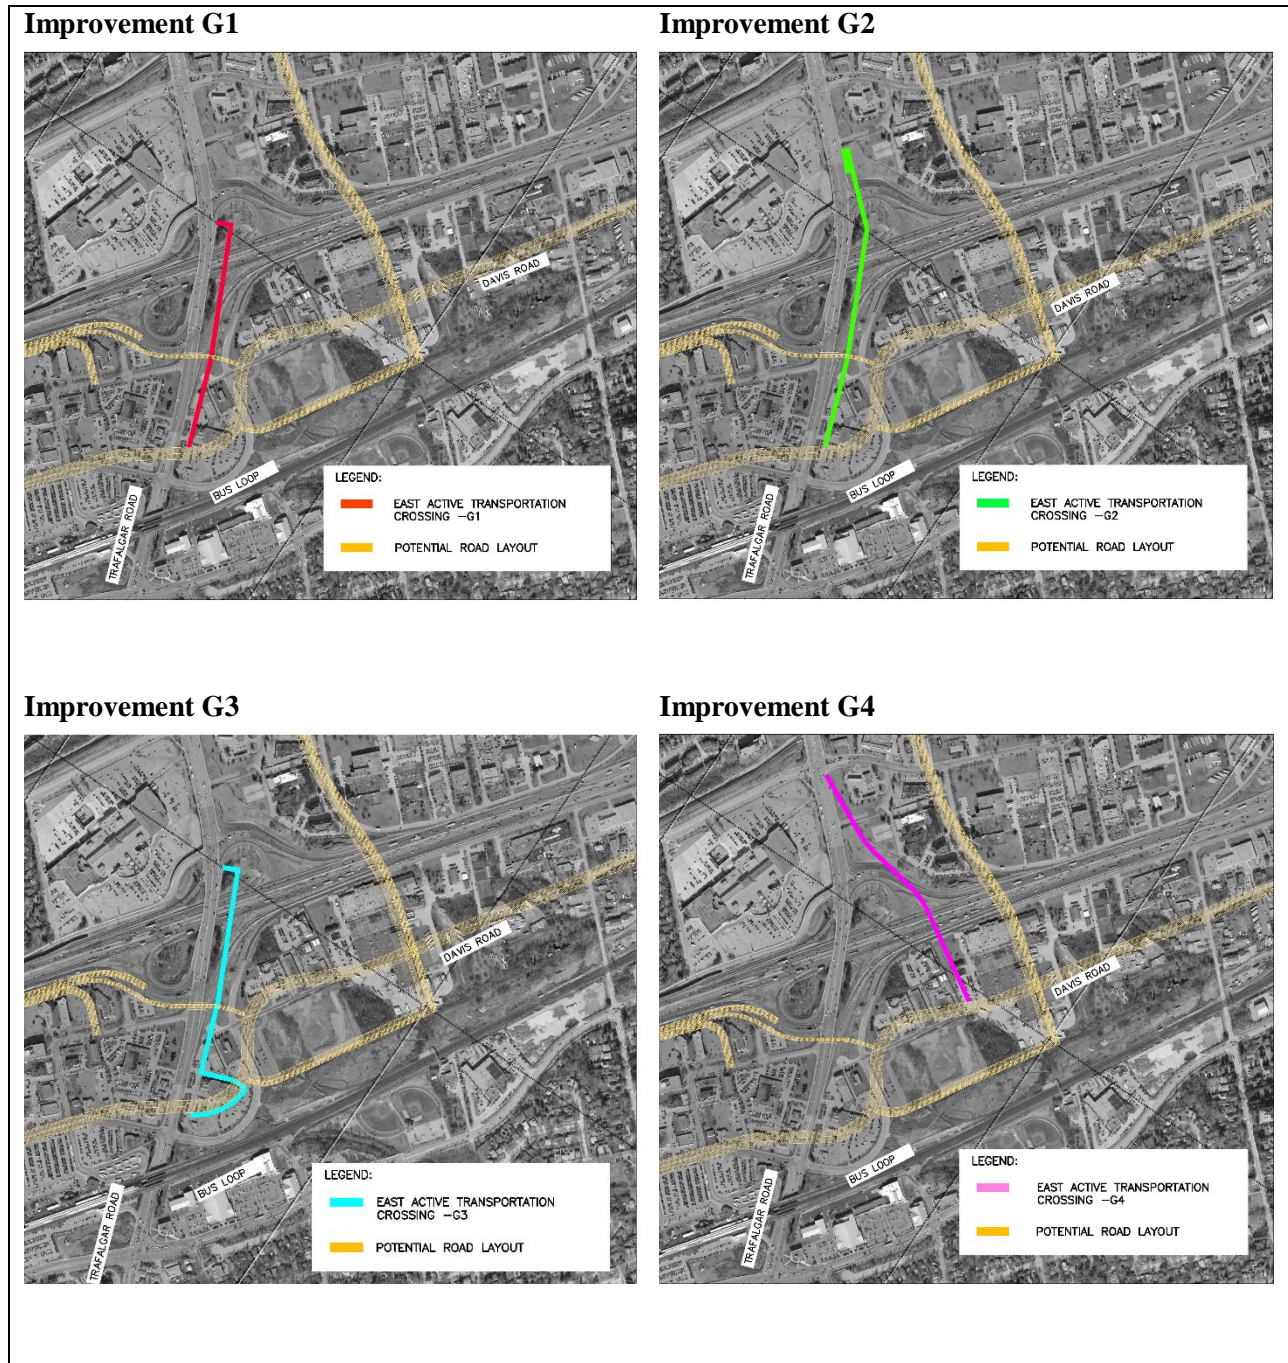 Improvement G1
DAVIS ROAD
BUS LOOP
TRAFALGAR ROAD
LEGEND:
EAST ACTIVE TRANSPORTATION
CROSSING -G1
POTENTIAL ROAD LAYOUT
Improvement G2
DAVIS ROAD
BUS LOOP
TRAFALGAR ROAD
LEGEND:
EAST ACTIVE TRANSPORTATION
CROSSING -G2
POTENTIAL ROAD LAYOUT
Improvement G3
DAVIS ROAD
BUS LOOP
TRAFALGAR ROAD
LEGEND:
EAST ACTIVE TRANSPORTATION
CROSSING -G3
POTENTIAL ROAD LAYOUT
Improvement G4
DAVIS ROAD
BUS LOOP
TRAFALGAR ROAD
LEGEND:
EAST ACTIVE TRANSPORTATION
CROSSING -G4
POTENTIAL ROAD LAYOUT